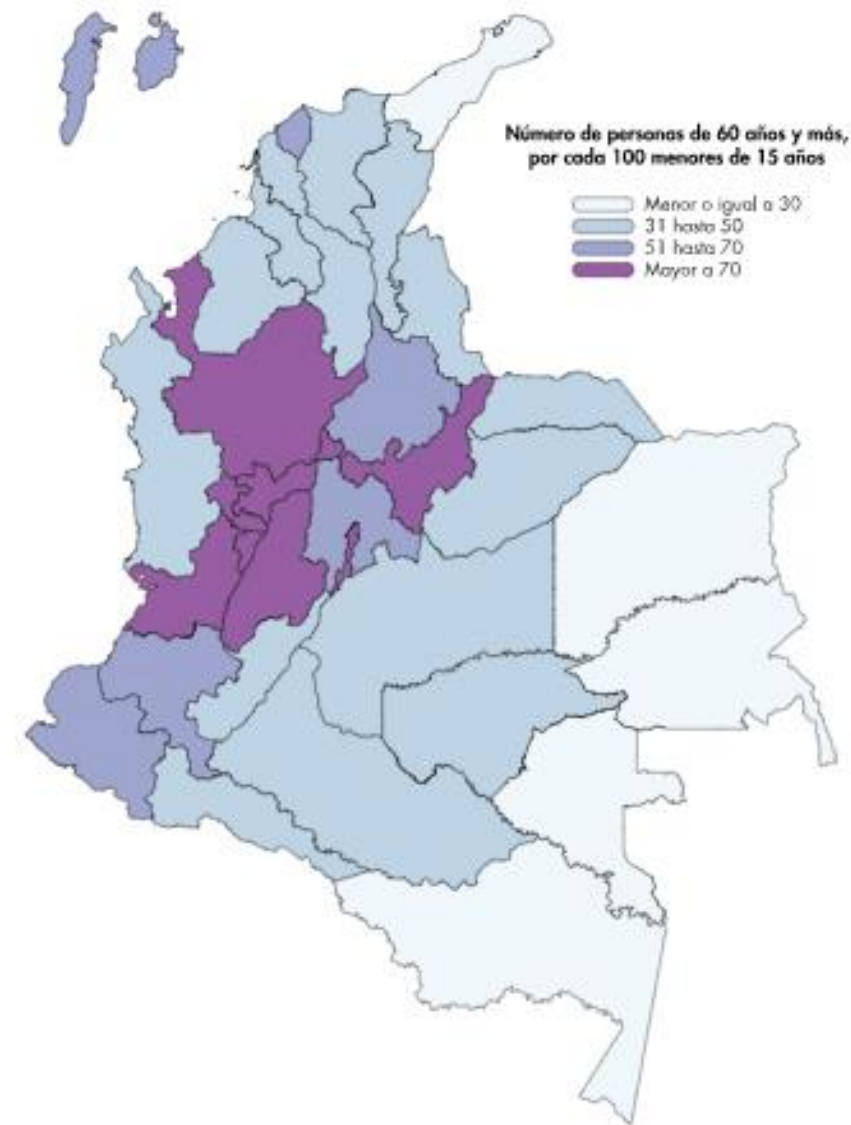 Número de personas de 60 años y más,
por cada 100 menores de 15 años
Menor o igual a 30
31 hasta 50
51 hasta 70
Mayor a 70